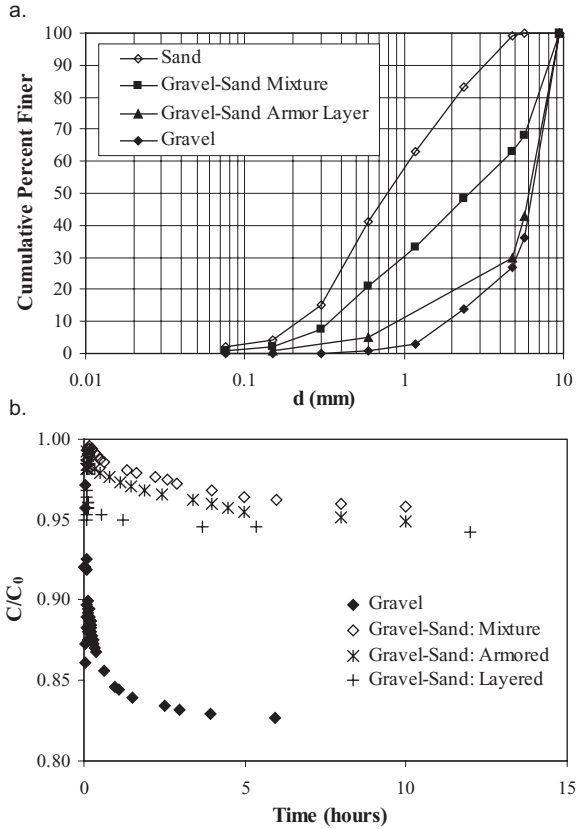 a.
100
90
80
70
60
50
40
30
20
10
0
Cumulative Percent Finer
Sand
Gravel-Sand Mixture
Gravel-Sand Armor Layer
Gravel
0.01 0.1 1 10
d (mm)
b.
1.00
0.95
0.90
0.85
0.80
C/C0
Gravel
Gravel-Sand: Mixture
Gravel-Sand: Armored
Gravel-Sand: Layered
0 5 10 15
Time (hours)